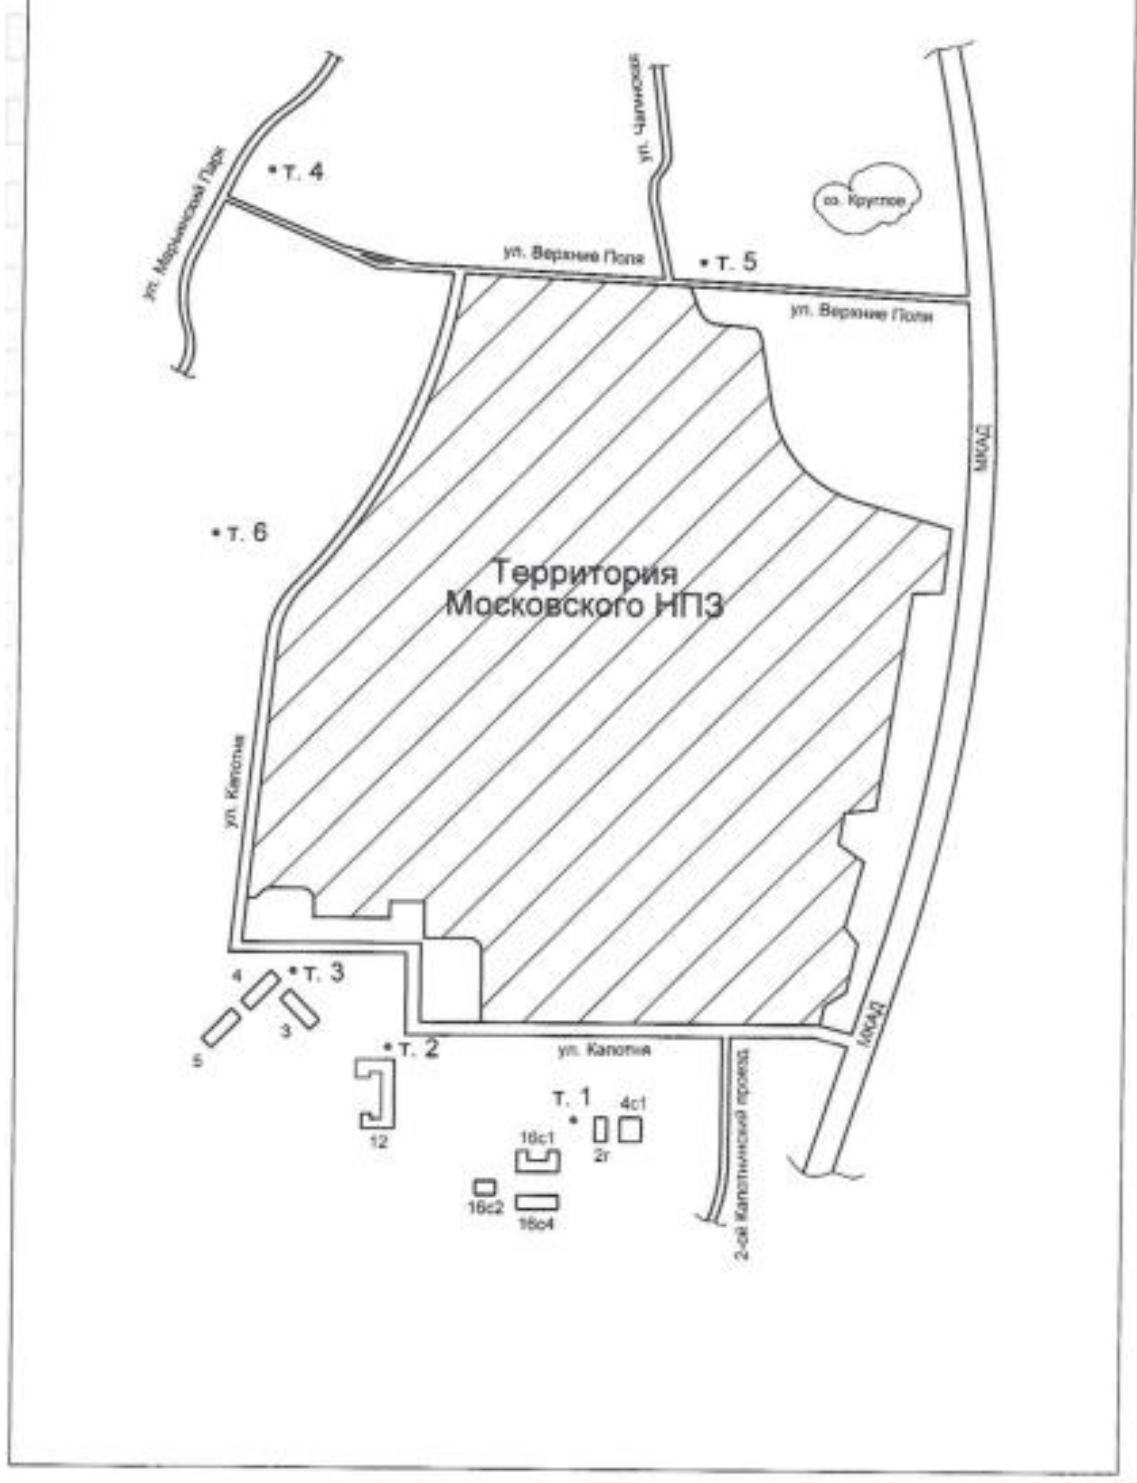 ул. Марьинский Парк
т. 4
ул. Чагинская
оз. Круглое
ул. Верхние Поля
т. 5
ул. Верхние Поля
МКАД
т. 6
Территория
Московского НПЗ
ул. Капотня
4
т. 3
3
т. 2
ул. Капотня
МКАД
12
т. 1
4с1
2г
16с1
16с2
16с4
2-ой Капотнинский проезд